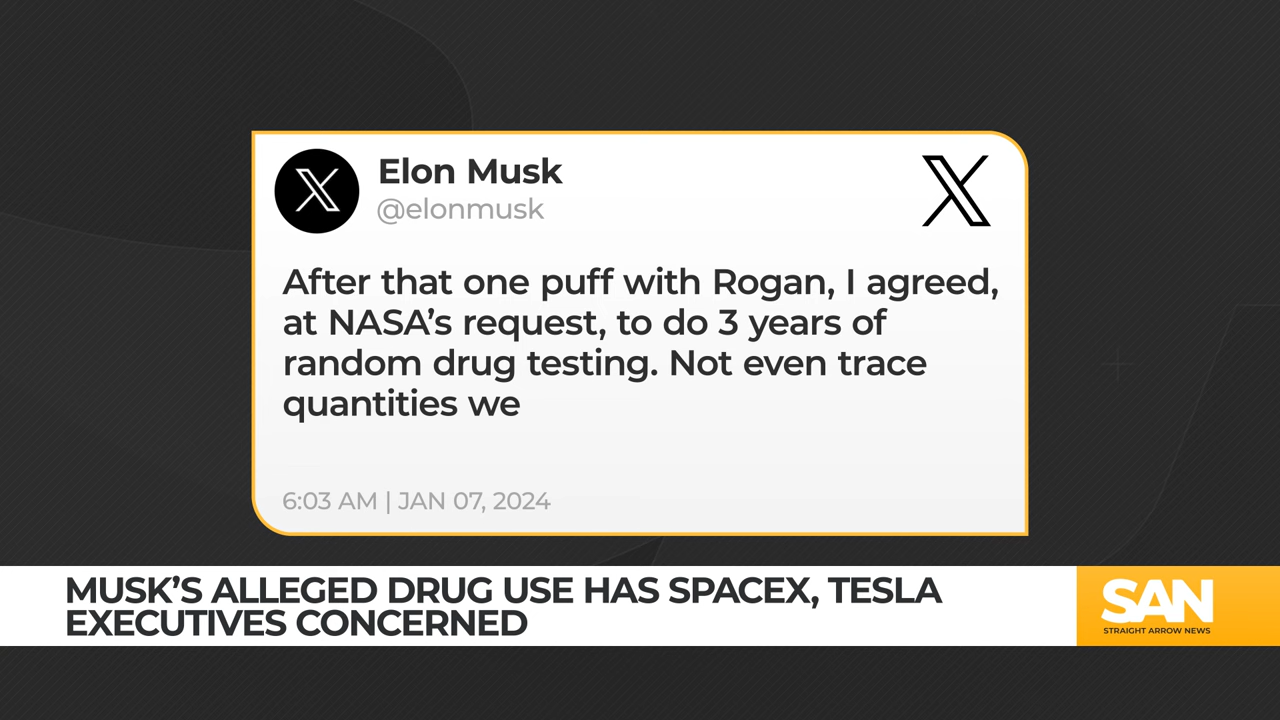 Elon Musk
@elonmusk
After that one puff with Rogan, I agreed,
at NASA’s request, to do 3 years of
random drug testing. Not even trace
quantities we
6:03 AM | JAN 07, 2024
MUSK’S ALLEGED DRUG USE HAS SPACEX, TESLA
EXECUTIVES CONCERNED
SAN
STRAIGHT ARROW NEWS